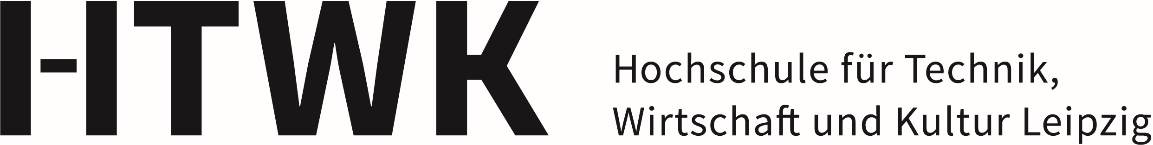 HTWK
Hochschule für Technik,
Wirtschaft und Kultur Leipzig